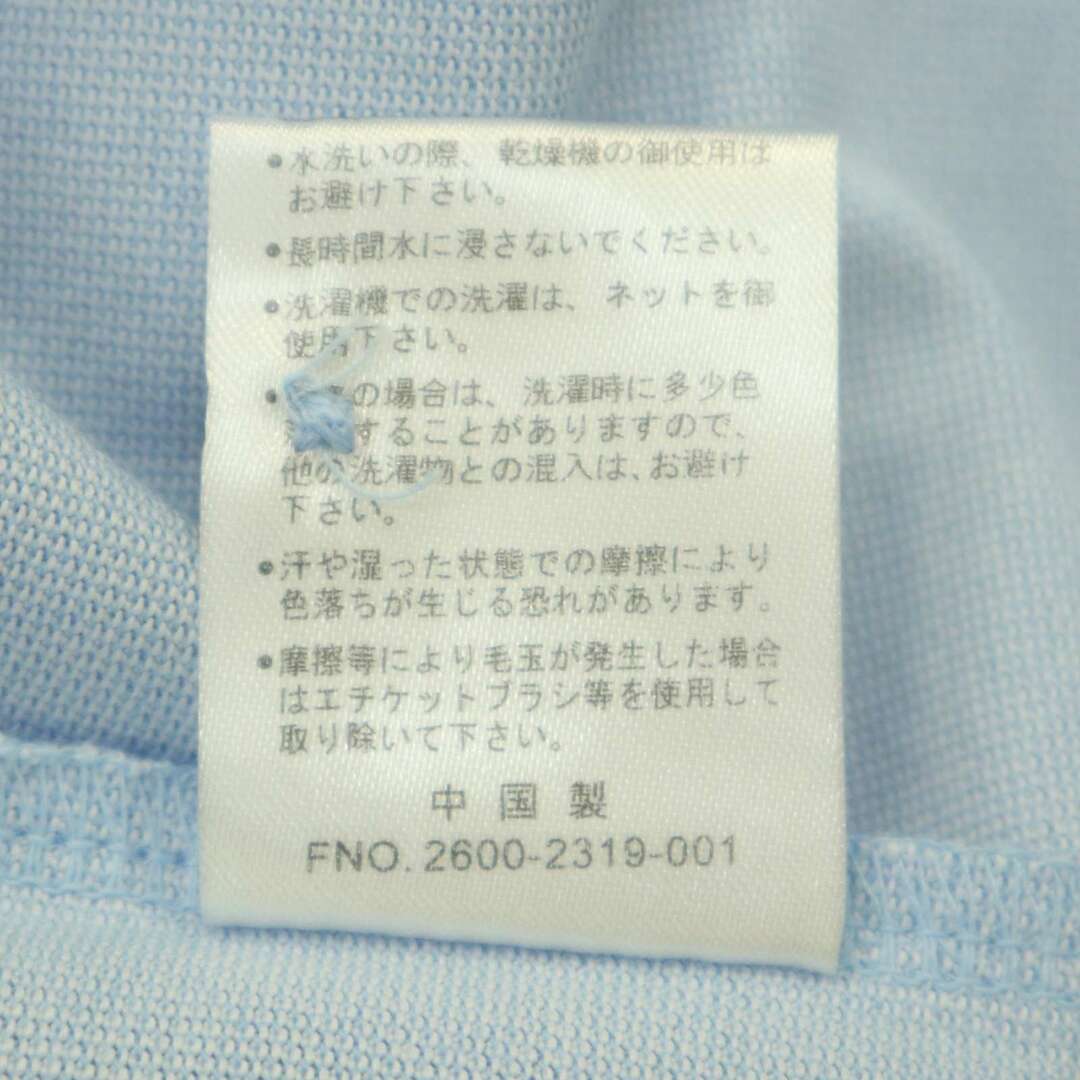 •水洗いの際、乾燥機の御使用は
お避け下さい。
•長時間水に浸さないでください。
•洗濯機での洗濯は、ネットを御
使用下さい。
•の場合は、洗濯時に多少色
することがありますので、
他の洗濯物との混入は、お避け
下さい。
•汗や湿った状態での摩擦により
色落ちが生じる恐れがあります。
•摩擦等により毛玉が発生した場合
はエチケットブラシ等を使用して
取り除いて下さい。
中国製
FNO. 2600-2319-001